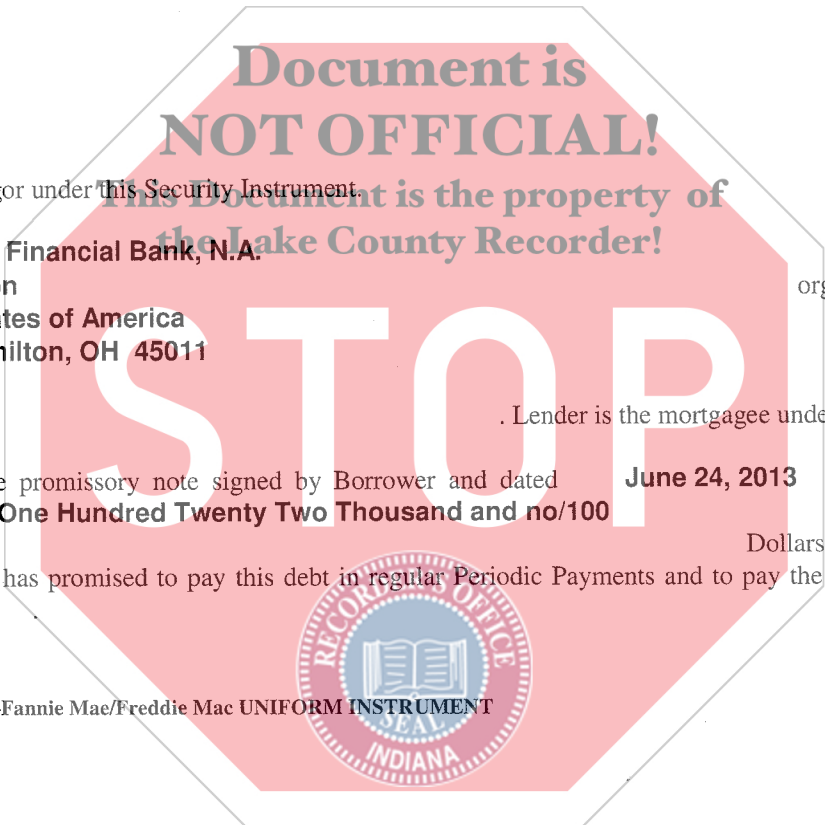 Document is
NOT OFFICIAL!
gor under this Security Instrument.
This Document is the property of
the Lake County Recorder!
Financial Bank, N.A.
org
tes of America
ilton, OH 45011
STOP
. Lender is the mortgagee unde
promissory note signed by Borrower and dated June 24, 2013
One Hundred Twenty Two Thousand and no/100
Dollars
has promised to pay this debt in regular Periodic Payments and to pay the
RECORDER'S OFFICE
SEAL
INDIANA
-Fannie Mae/Freddie Mac UNIFORM INSTRUMENT